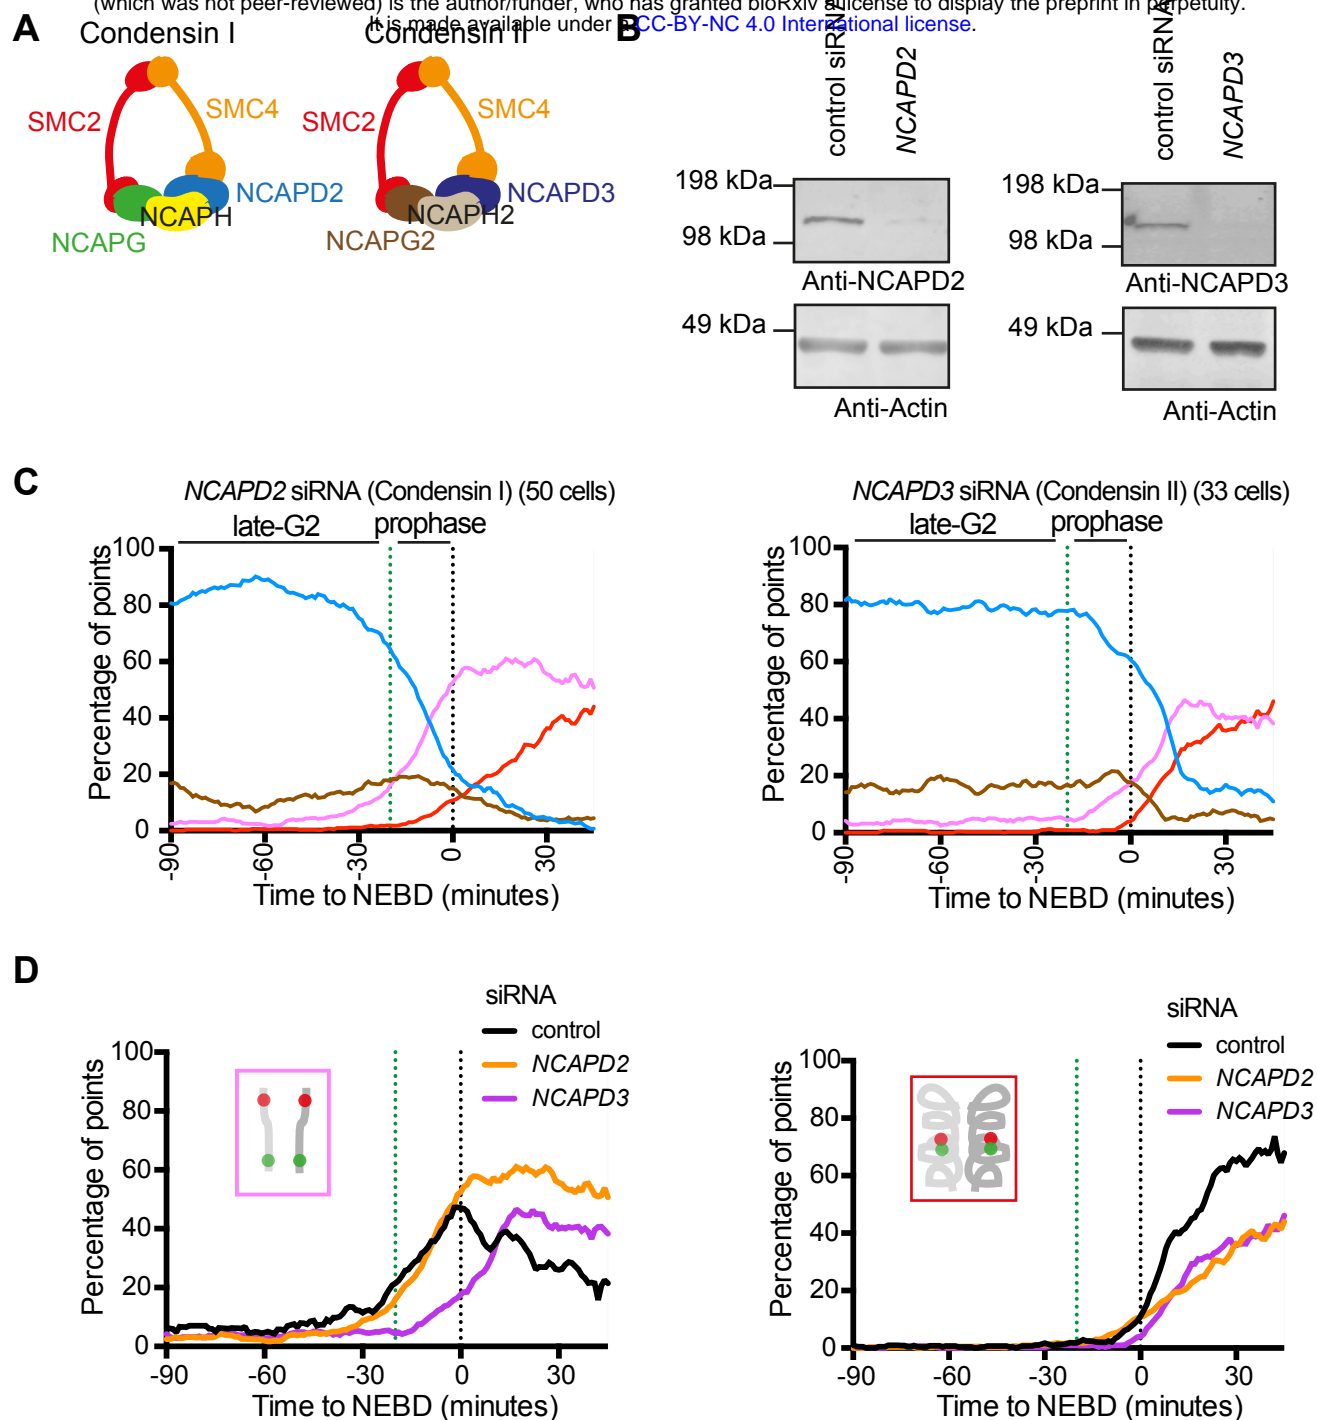 (which was not peer-reviewed) is the author/funder, who has granted bioRxiv a license to display the preprint in perpetuity.
It is made available under a CC-BY-NC 4.0 International license.
A
Condensin I
Condensin II
SMC2
SMC4
SMC2
SMC4
NCAPD2
NCAPD3
NCAPH
NCAPH2
NCAPG
NCAPG2
B
control siRNA
NCAPD2
control siRNA
NCAPD3
198 kDa
98 kDa
Anti-NCAPD2
49 kDa
Anti-Actin
198 kDa
98 kDa
Anti-NCAPD3
49 kDa
Anti-Actin
C
NCAPD2 siRNA (Condensin I) (50 cells)
late-G2
prophase
Percentage of points
100
80
60
40
20
0
-90
-60
-30
0
30
Time to NEBD (minutes)
NCAPD3 siRNA (Condensin II) (33 cells)
late-G2
prophase
Percentage of points
100
80
60
40
20
0
-90
-60
-30
0
30
Time to NEBD (minutes)
D
siRNA
control
NCAPD2
NCAPD3
Percentage of points
100
80
60
40
20
0
-90
-60
-30
0
30
Time to NEBD (minutes)
siRNA
control
NCAPD2
NCAPD3
Percentage of points
100
80
60
40
20
0
-90
-60
-30
0
30
Time to NEBD (minutes)